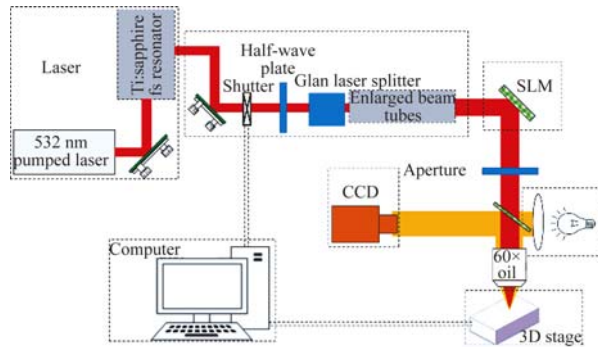 Laser
Ti:sapphire
fs resonator
532 nm
pumped laser
Half-wave
plate
Shutter
Glan laser splitter
Enlarged beam
tubes
SLM
Aperture
CCD
Computer
60×
oil
3D stage